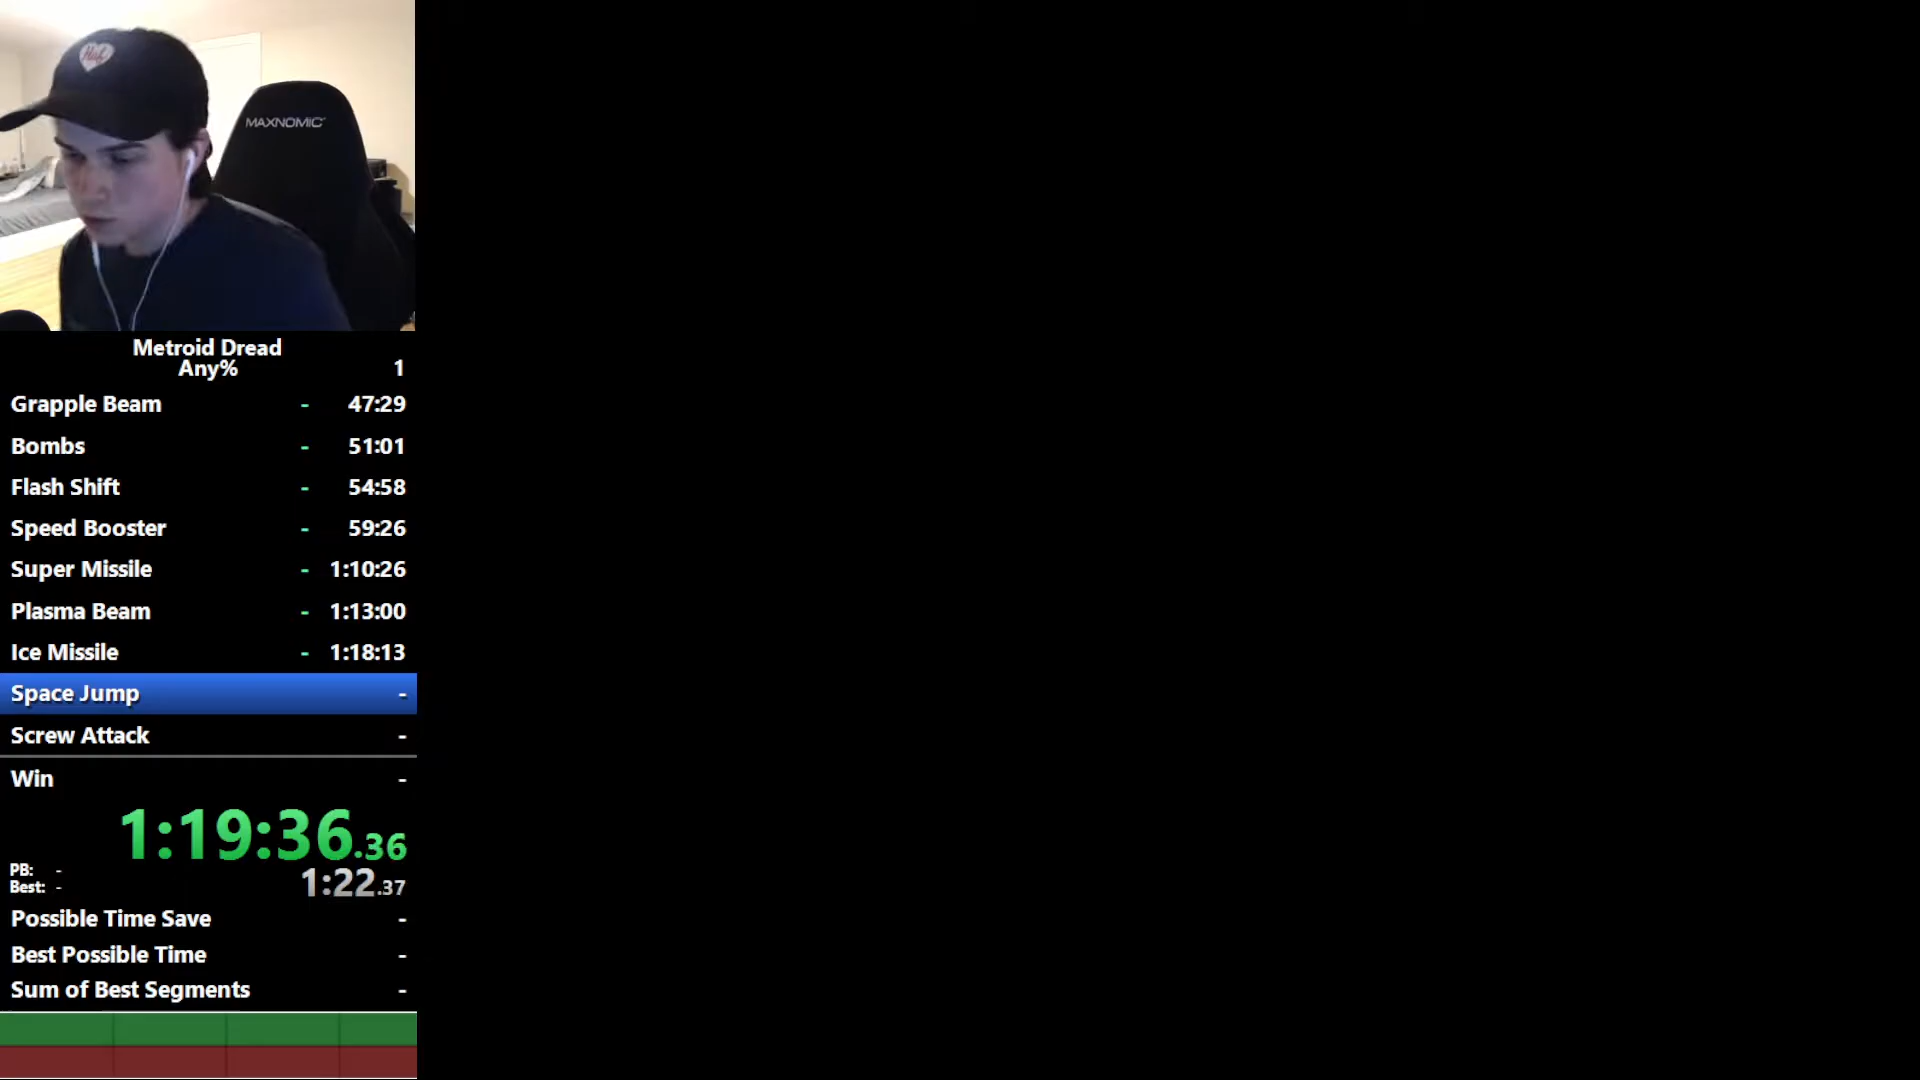 Huf
MAXNOMIC
Metroid Dread
Any% 1
Grapple Beam - 47:29
Bombs - 51:01
Flash Shift - 54:58
Speed Booster - 59:26
Super Missile - 1:10:26
Plasma Beam - 1:13:00
Ice Missile - 1:18:13
Space Jump -
Screw Attack -
Win -
1:19:36.36
PB: -
Best: -
1:22.37
Possible Time Save -
Best Possible Time -
Sum of Best Segments -